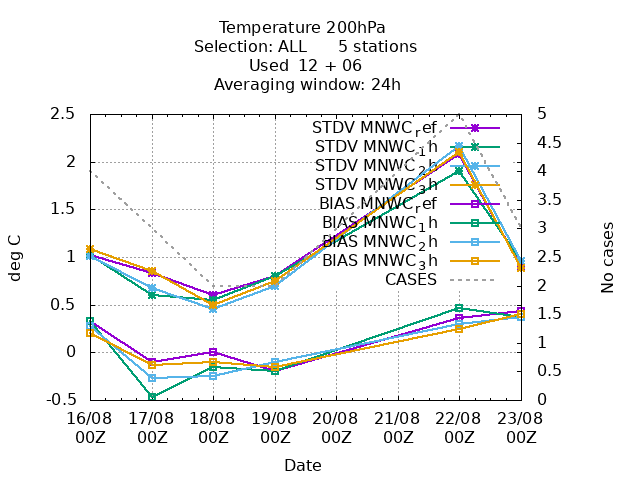 Temperature 200hPa
Selection: ALL 5 stations
Used 12 + 06
Averaging window: 24h
2.5
2
1.5
1
0.5
0
-0.5
5
4.5
4
3.5
3
2.5
2
1.5
1
0.5
0
deg C
No cases
STDV MNWC_ref
STDV MNWC_1h
STDV MNWC_2h
STDV MNWC_3h
BIAS MNWC_ref
BIAS MNWC_1h
BIAS MNWC_2h
BIAS MNWC_3h
CASES
16/08 17/08 18/08 19/08 20/08 21/08 22/08 23/08
00Z 00Z 00Z 00Z 00Z 00Z 00Z 00Z
Date